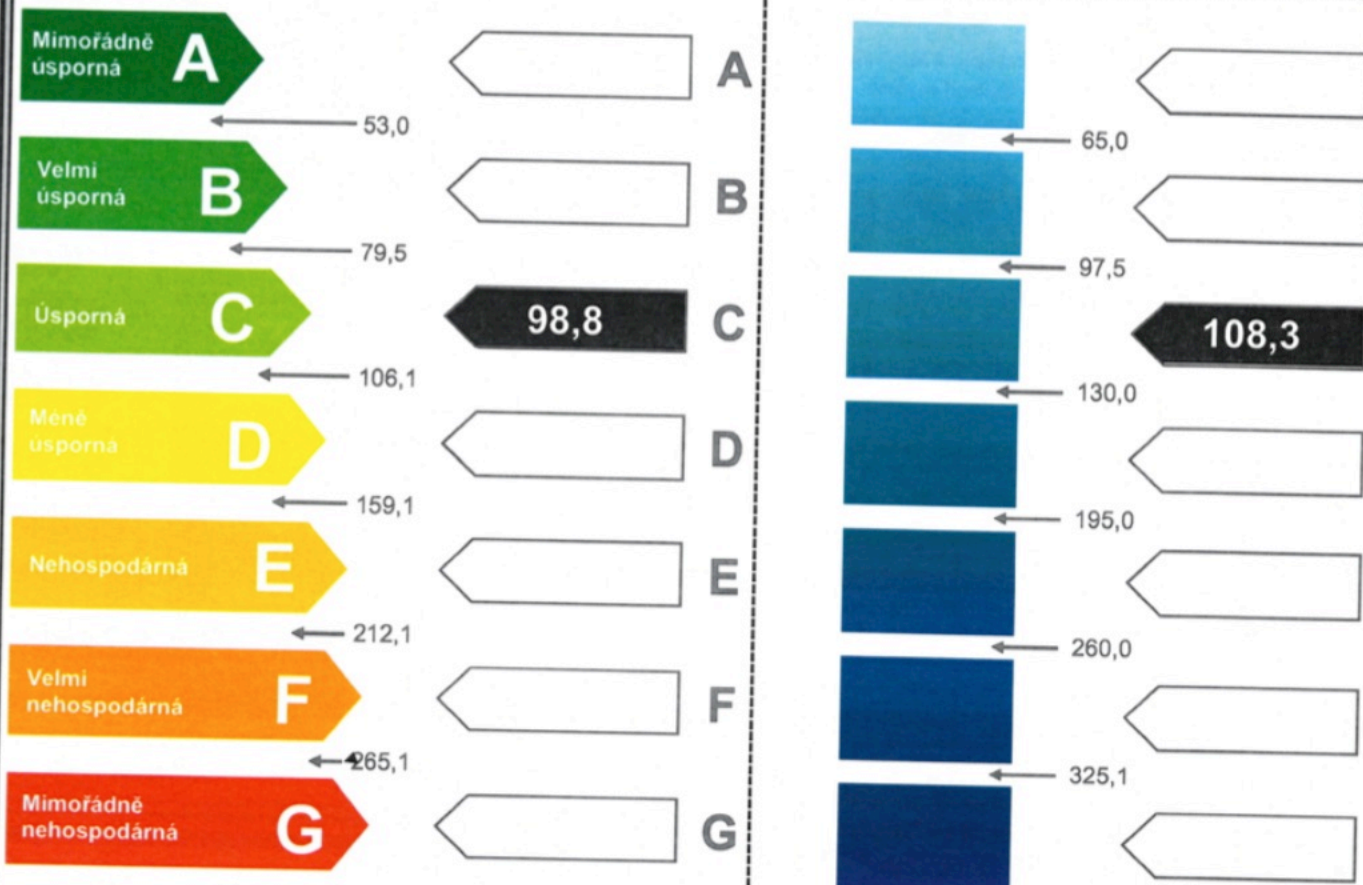 Mimořádně
úsporná
A
A
53,0
65,0
Velmi
úsporná
B
B
79,5
97,5
Úsporná
C
98,8
C
108,3
106,1
130,0
Méně
úsporná
D
D
159,1
195,0
Nehospodárná
E
E
212,1
260,0
Velmi
nehospodárná
F
F
265,1
325,1
Mimořádně
nehospodárná
G
G